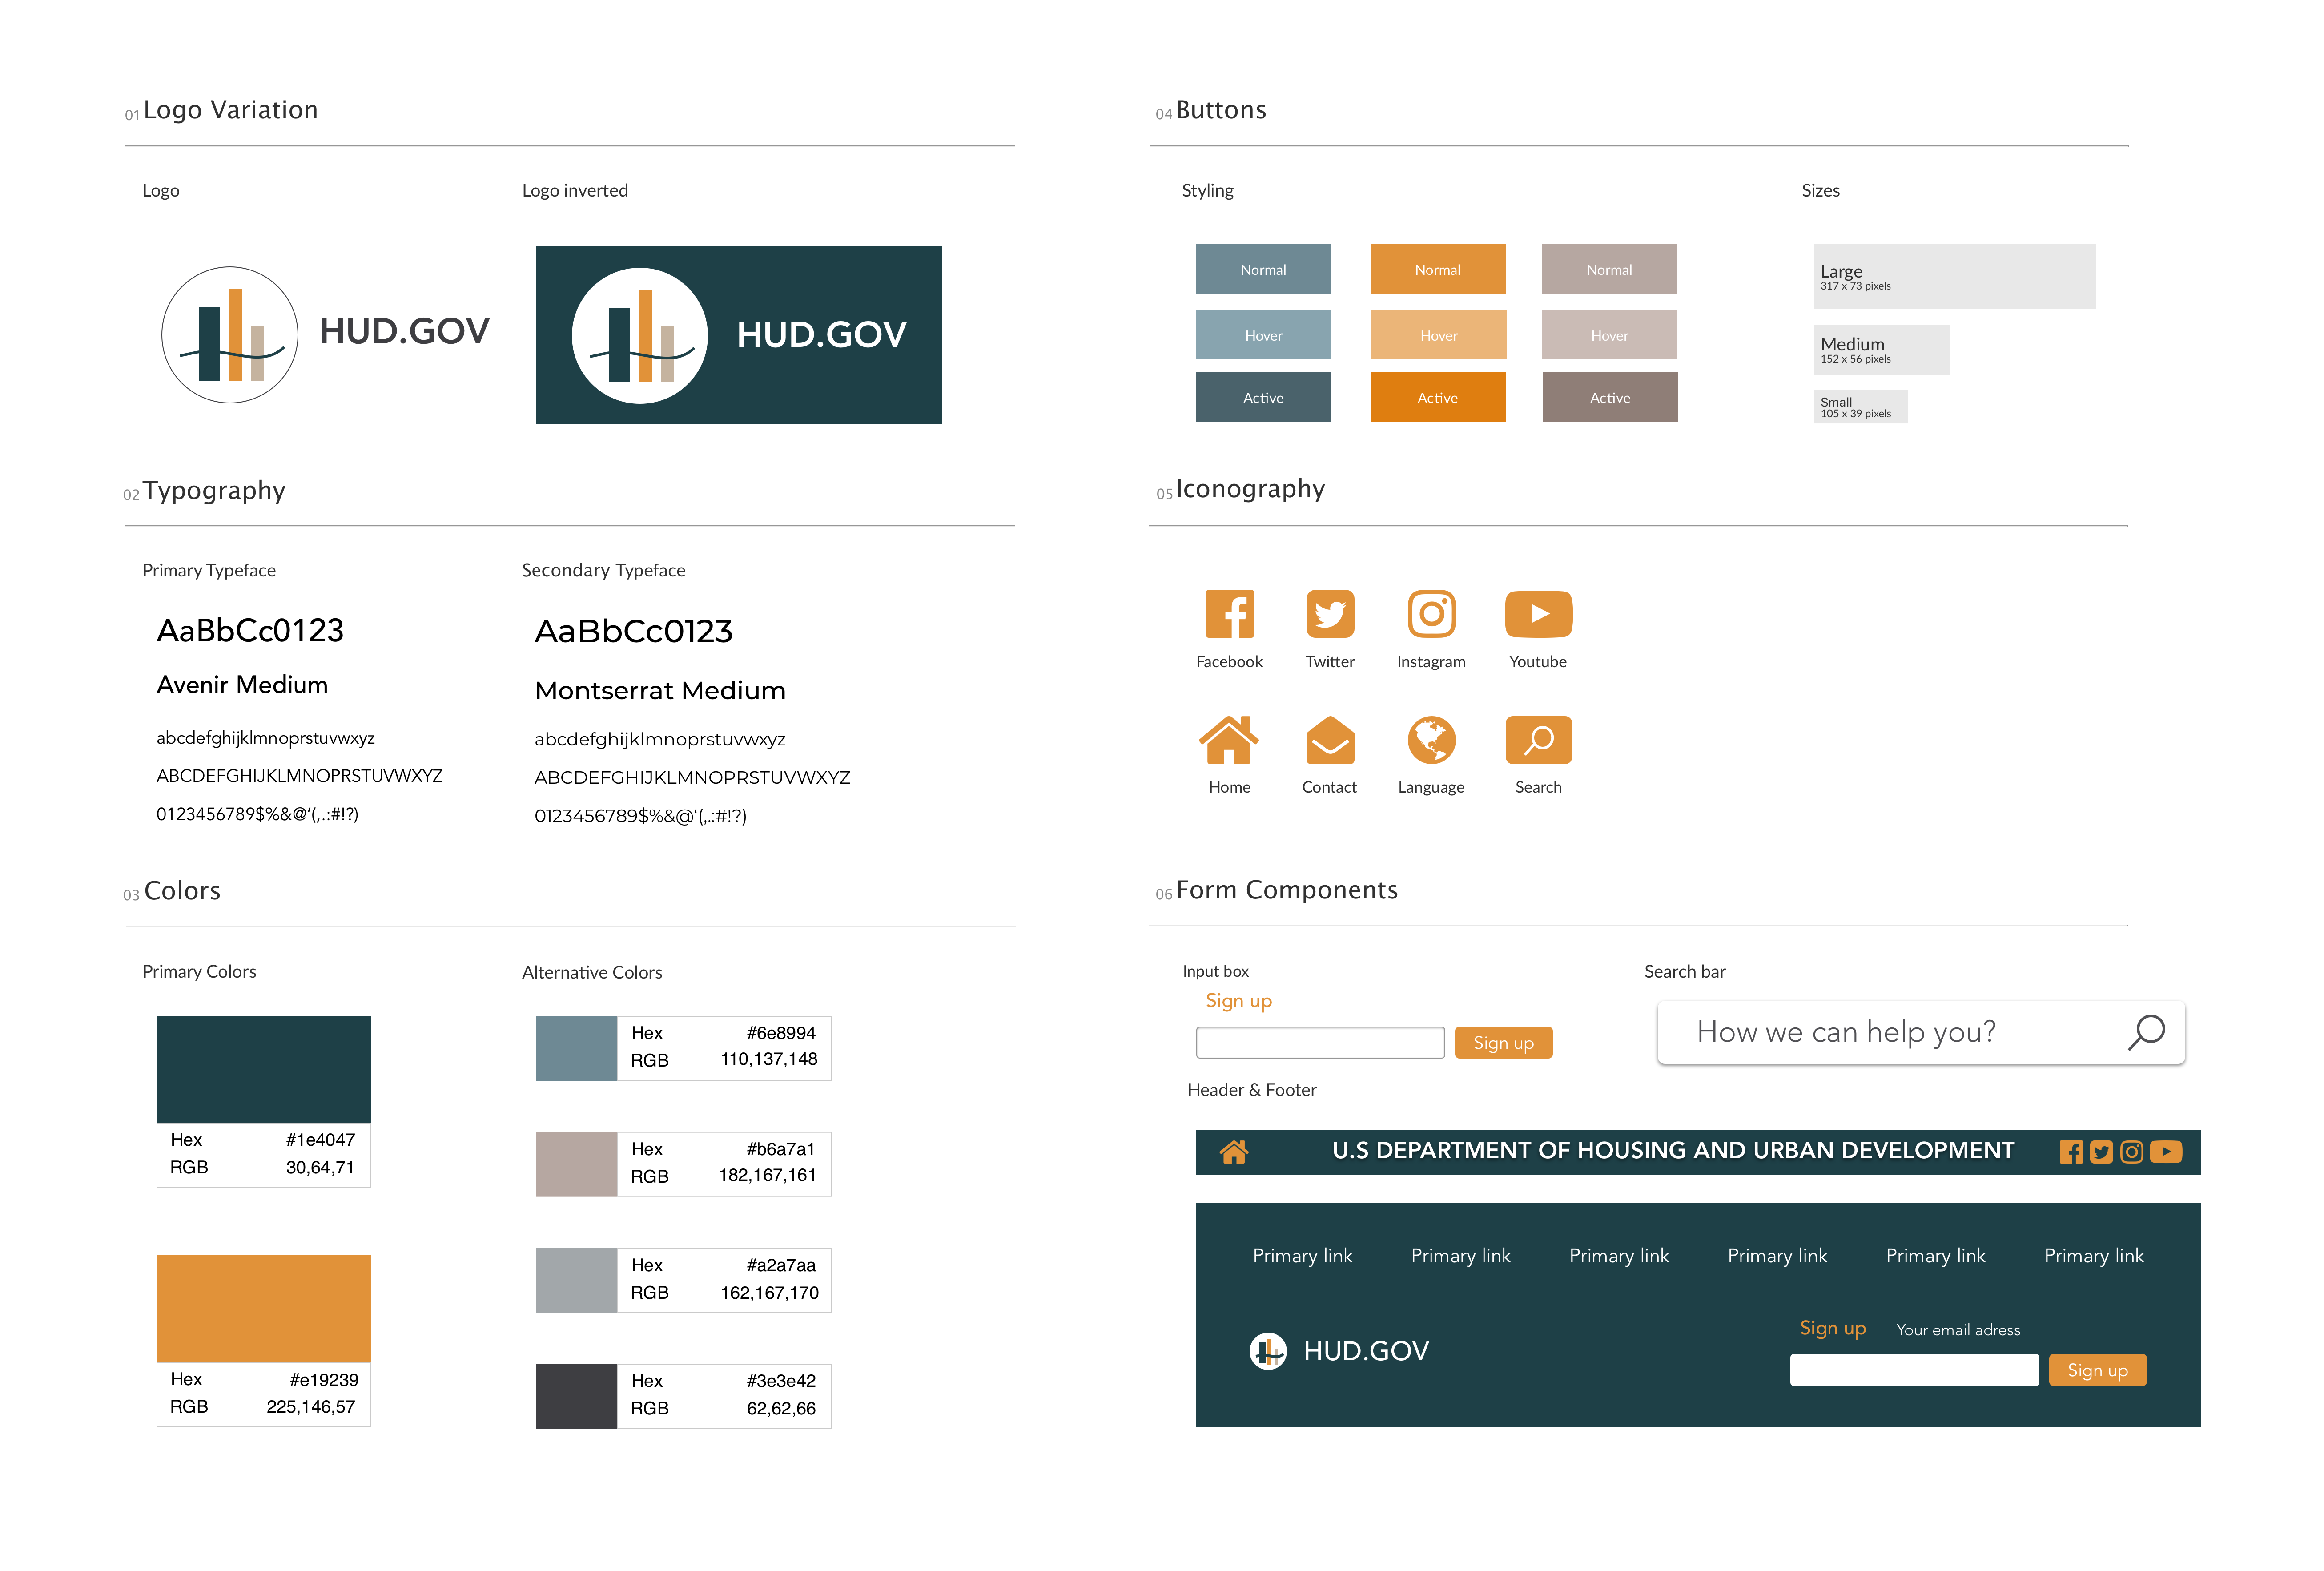 01 Logo Variation
Logo
Logo inverted
HUD.GOV
HUD.GOV
02 Typography
Primary Typeface
Secondary Typeface
AaBbCc0123
Avenir Medium
abcdefghijklmnoprstuvwxyz
ABCDEFGHIJKLMNOPRSTUVWXYZ
0123456789$%&@‘(,.:#!?)
AaBbCc0123
Montserrat Medium
abcdefghijklmnoprstuvwxyz
ABCDEFGHIJKLMNOPRSTUVWXYZ
0123456789$%&@‘(,.:#!?)
03 Colors
Primary Colors
Hex #1e4047
RGB 30,64,71
Hex #e19239
RGB 225,146,57
Alternative Colors
Hex #6e8994
RGB 110,137,148
Hex #b6a7a1
RGB 182,167,161
Hex #a2a7aa
RGB 162,167,170
Hex #3e3e42
RGB 62,62,66
04 Buttons
Styling
Normal Normal Normal
Hover Hover Hover
Active Active Active
Sizes
Large
317 x 73 pixels
Medium
152 x 56 pixels
Small
105 x 39 pixels
05 Iconography
Facebook Twitter Instagram Youtube
Home Contact Language Search
06 Form Components
Input box
Sign up
Sign up
Search bar
How we can help you?
Header & Footer
U.S DEPARTMENT OF HOUSING AND URBAN DEVELOPMENT
Primary link Primary link Primary link Primary link Primary link Primary link
HUD.GOV
Sign up Your email adress
Sign up